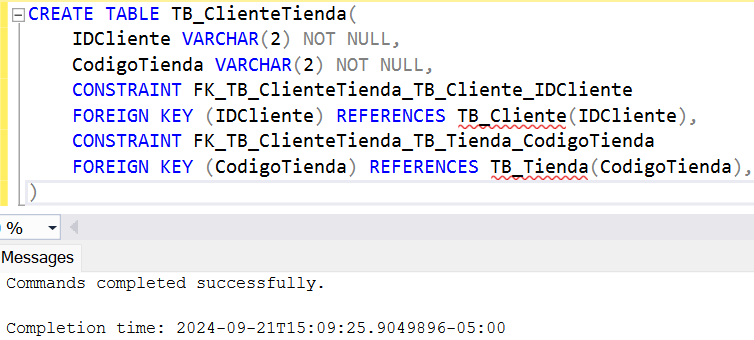 CREATE TABLE TB_ClienteTienda(
IDCliente VARCHAR(2) NOT NULL,
CodigoTienda VARCHAR(2) NOT NULL,
CONSTRAINT FK_TB_ClienteTienda_TB_Cliente_IDCliente
FOREIGN KEY (IDCliente) REFERENCES TB_Cliente(IDCliente),
CONSTRAINT FK_TB_ClienteTienda_TB_Tienda_CodigoTienda
FOREIGN KEY (CodigoTienda) REFERENCES TB_Tienda(CodigoTienda),
)
%
Messages
Commands completed successfully.
Completion time: 2024-09-21T15:09:25.9049896-05:00